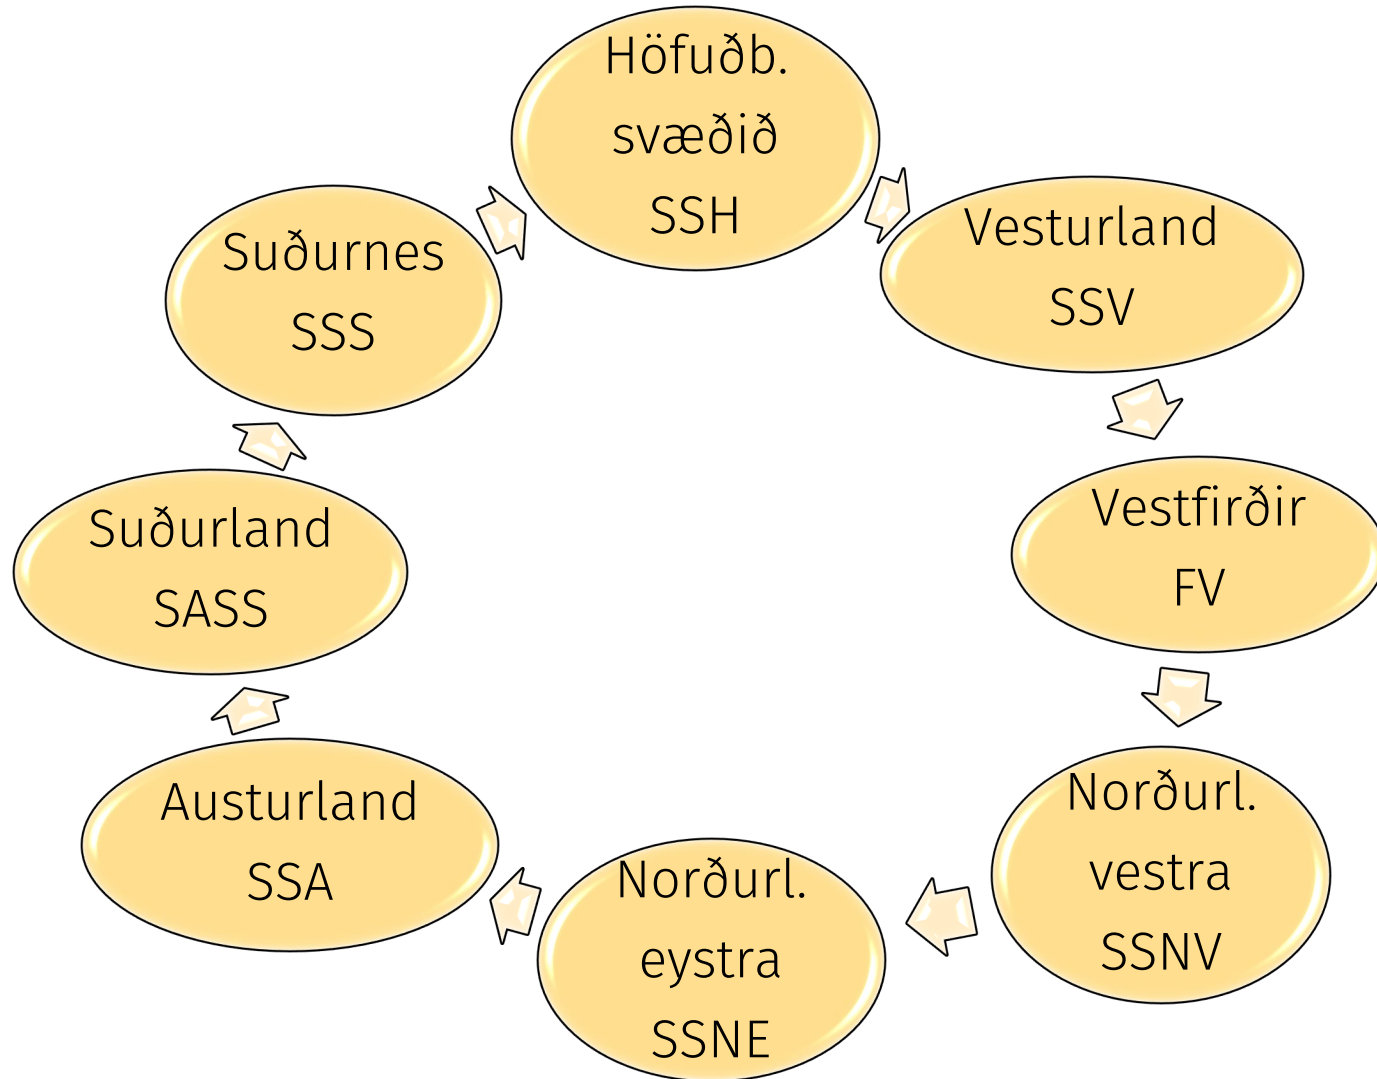 Höfuðb.
svæðið
SSH
Vesturland
SSV
Vestfirðir
FV
Norðurl.
vestra
SSNV
Norðurl.
eystra
SSNE
Austurland
SSA
Suðurland
SASS
Suðurnes
SSS